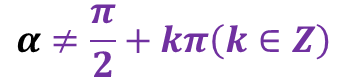 α ≠ π/2 + kπ(k ∈ Z)